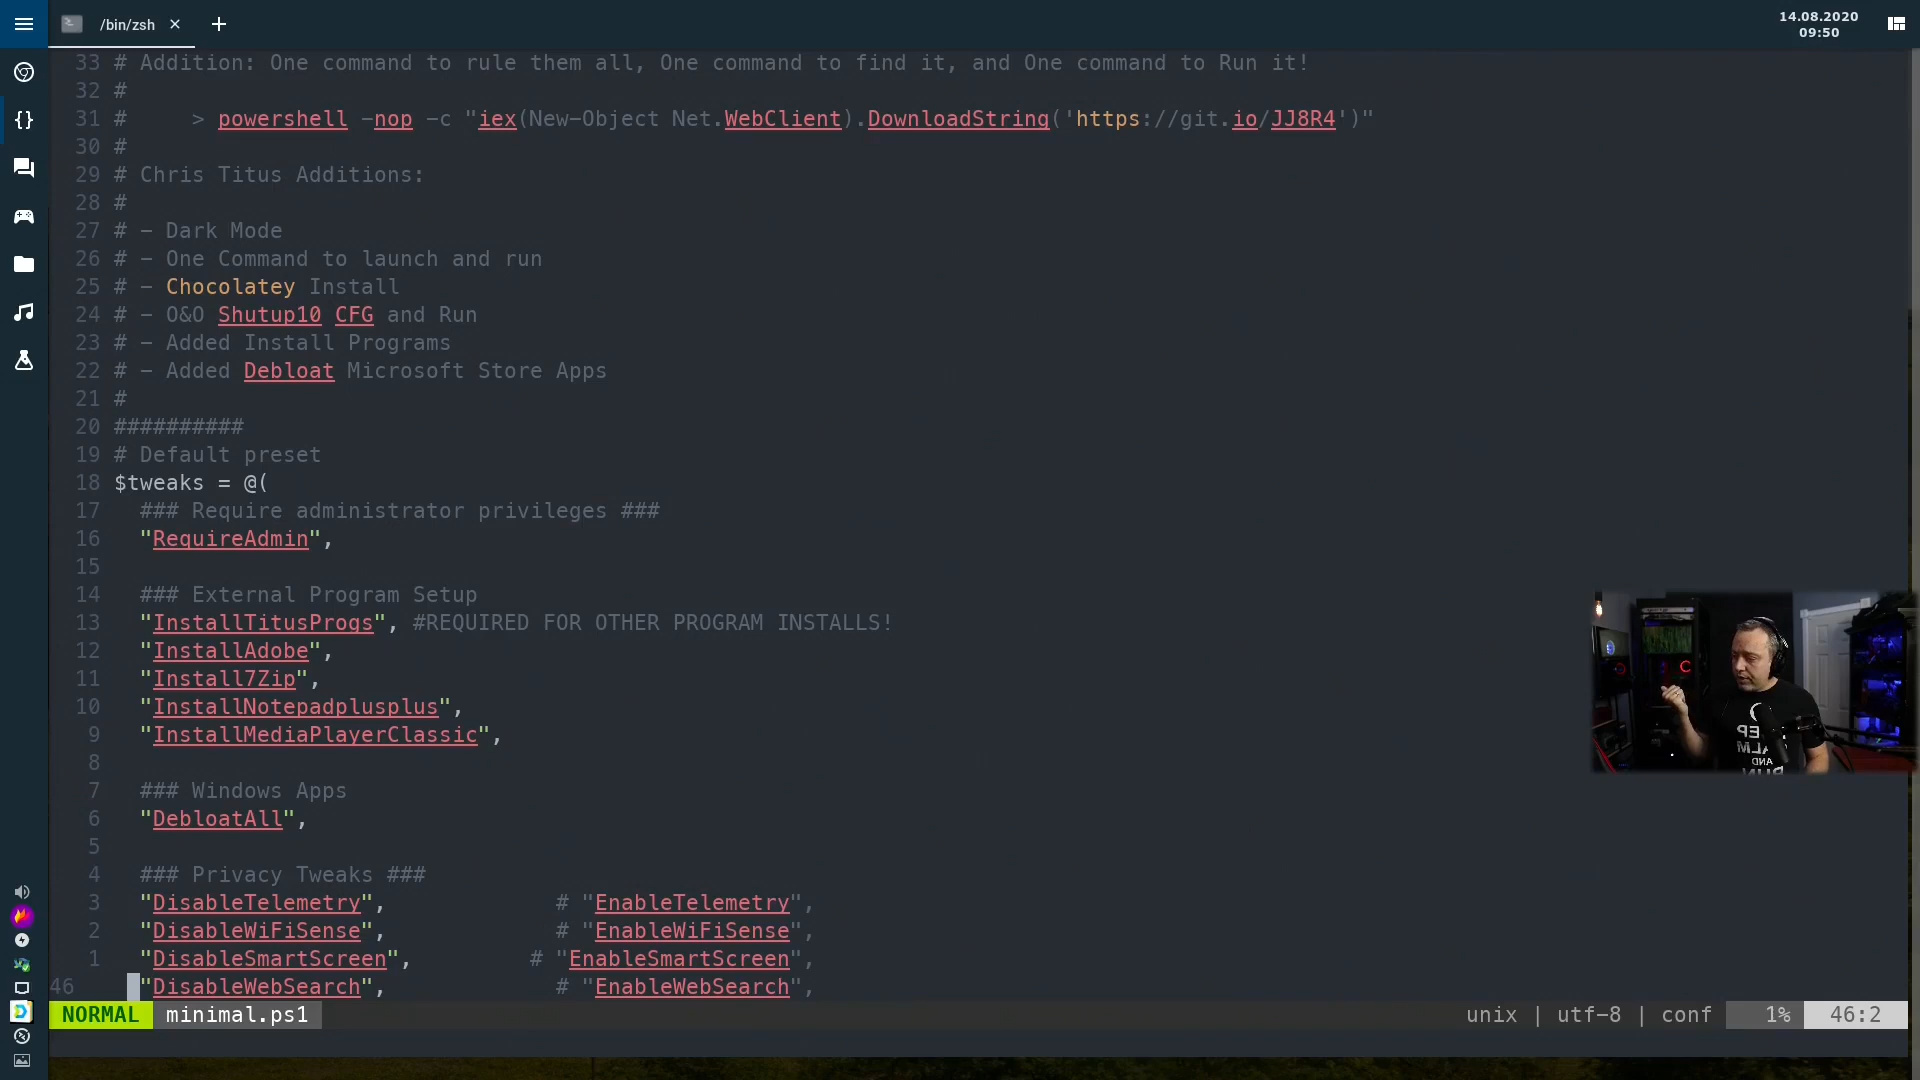 /bin/zsh
14.08.2020
09:50
33 # Addition: One command to rule them all, One command to find it, and One command to Run it!
32 #
31 #     > powershell -nop -c "iex(New-Object Net.WebClient).DownloadString('https://git.io/JJ8R4')"
30 #
29 # Chris Titus Additions:
28 #
27 # - Dark Mode
26 # - One Command to launch and run
25 # - Chocolatey Install
24 # - O&O Shutup10 CFG and Run
23 # - Added Install Programs
22 # - Added Debloat Microsoft Store Apps
21 #
20 ##########
19 # Default preset
18 $tweaks = @(
17   ### Require administrator privileges ###
16   "RequireAdmin",
15
14   ### External Program Setup
13   "InstallTitusProgs", #REQUIRED FOR OTHER PROGRAM INSTALLS!
12   "InstallAdobe",
11   "Install7Zip",
10   "InstallNotepadplusplus",
9   "InstallMediaPlayerClassic",
8
7   ### Windows Apps
6   "DebloatAll",
5
4   ### Privacy Tweaks ###
3   "DisableTelemetry",             # "EnableTelemetry",
2   "DisableWiFiSense",             # "EnableWiFiSense",
1   "DisableSmartScreen",         # "EnableSmartScreen",
46   "DisableWebSearch",             # "EnableWebSearch",
NORMAL minimal.ps1 unix | utf-8 | conf 1% 46:2